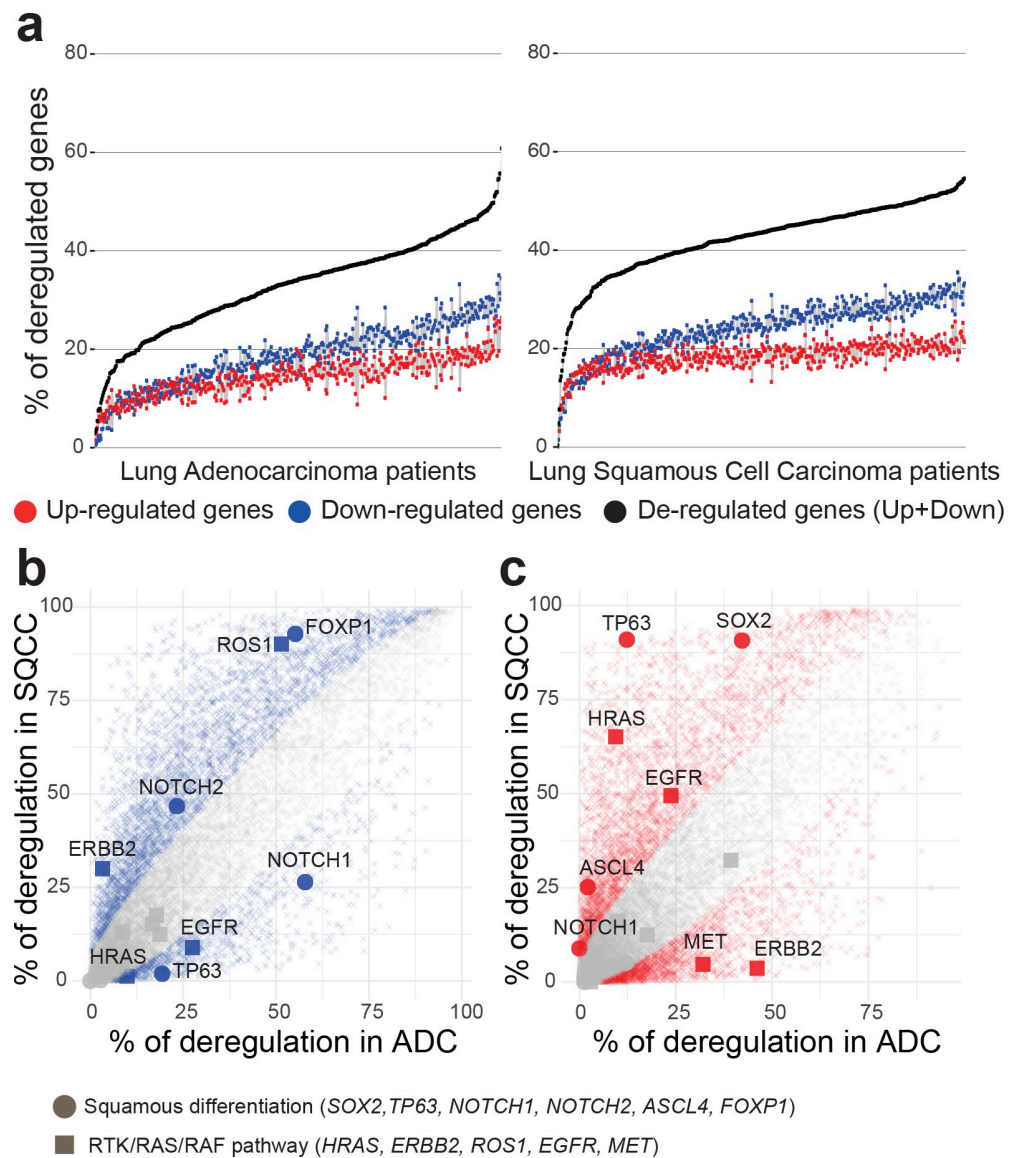 a
% of deregulated genes
80
60
40
20
0
80
60
40
20
0
Lung Adenocarcinoma patients
Lung Squamous Cell Carcinoma patients
Up-regulated genes
Down-regulated genes
De-regulated genes (Up+Down)
b
% of deregulation in SQCC
100
75
50
25
0
FOXP1
ROS1
NOTCH2
ERBB2
NOTCH1
EGFR
HRAS
TP63
0
25
50
75
100
% of deregulation in ADC
c
% of deregulation in SQCC
100
75
50
25
0
TP63
SOX2
HRAS
EGFR
ASCL4
NOTCH1
MET
ERBB2
0
25
50
75
% of deregulation in ADC
Squamous differentiation (SOX2,TP63, NOTCH1, NOTCH2, ASCL4, FOXP1)
RTK/RAS/RAF pathway (HRAS, ERBB2, ROS1, EGFR, MET)